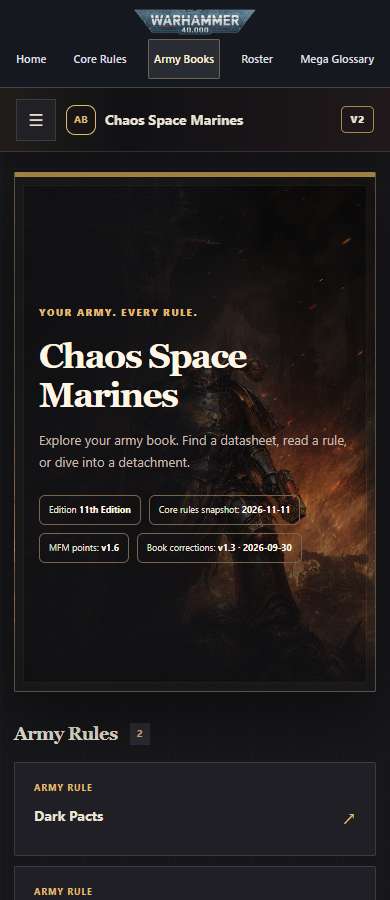 WARHAMMER
40,000
Home Core Rules Army Books Roster Mega Glossary
☰ AB Chaos Space Marines V2
YOUR ARMY. EVERY RULE.
Chaos Space
Marines
Explore your army book. Find a datasheet, read a rule,
or dive into a detachment.
Edition 11th Edition Core rules snapshot: 2026-11-11
MFM points: v1.6 Book corrections: v1.3 · 2026-09-30
Army Rules 2
ARMY RULE
Dark Pacts ↗
ARMY RULE